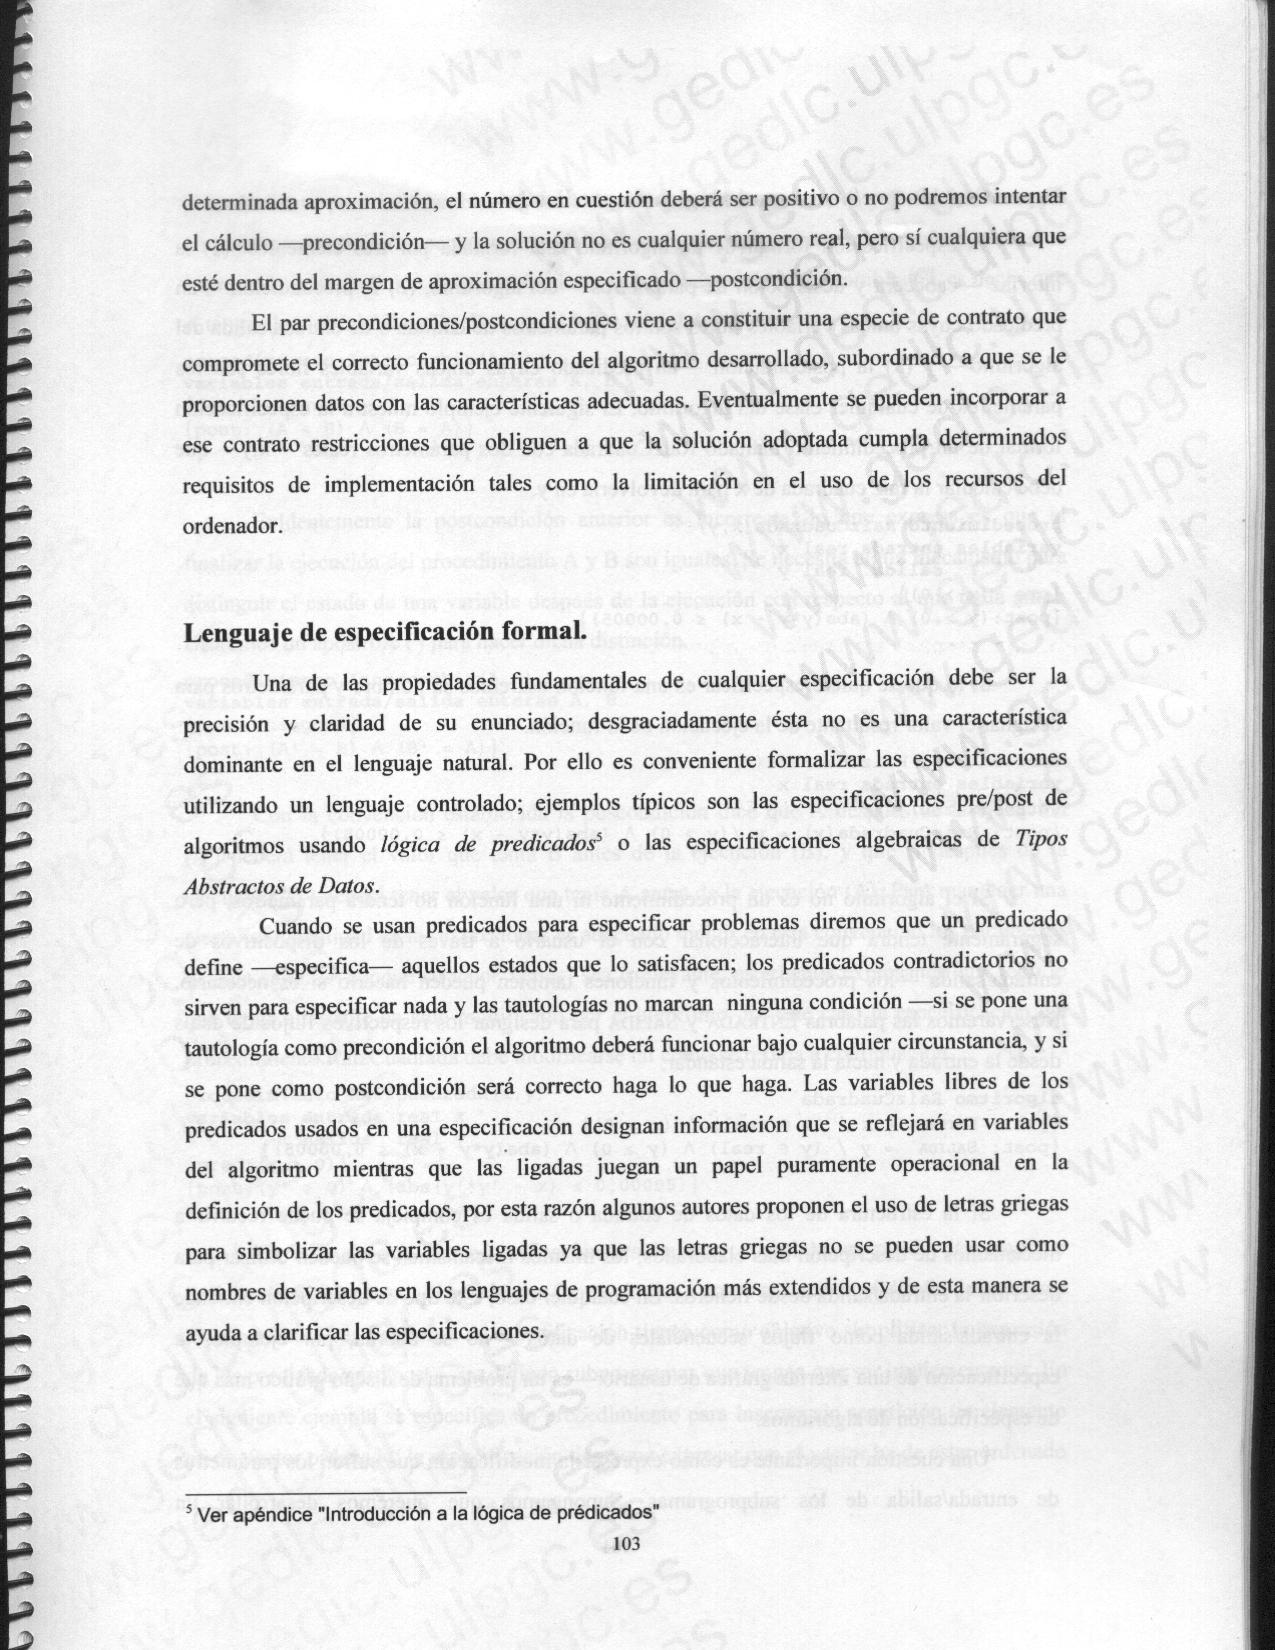 determinada aproximación, el número en cuestión deberá ser positivo o no podremos intentar
el cálculo —precondición— y la solución no es cualquier número real, pero sí cualquiera que
esté dentro del margen de aproximación especificado —postcondición.
El par precondiciones/postcondiciones viene a constituir una especie de contrato que
compromete el correcto funcionamiento del algoritmo desarrollado, subordinado a que se le
proporcionen datos con las características adecuadas. Eventualmente se pueden incorporar a
ese contrato restricciones que obliguen a que la solución adoptada cumpla determinados
requisitos de implementación tales como la limitación en el uso de los recursos del
ordenador.
Lenguaje de especificación formal.
Una de las propiedades fundamentales de cualquier especificación debe ser la
precisión y claridad de su enunciado; desgraciadamente ésta no es una característica
dominante en el lenguaje natural. Por ello es conveniente formalizar las especificaciones
utilizando un lenguaje controlado; ejemplos típicos son las especificaciones pre/post de
algoritmos usando lógica de predicados⁵ o las especificaciones algebraicas de Tipos
Abstractos de Datos.
Cuando se usan predicados para especificar problemas diremos que un predicado
define —especifica— aquellos estados que lo satisfacen; los predicados contradictorios no
sirven para especificar nada y las tautologías no marcan ninguna condición —si se pone una
tautología como precondición el algoritmo deberá funcionar bajo cualquier circunstancia, y si
se pone como postcondición será correcto haga lo que haga. Las variables libres de los
predicados usados en una especificación designan información que se reflejará en variables
del algoritmo mientras que las ligadas juegan un papel puramente operacional en la
definición de los predicados, por esta razón algunos autores proponen el uso de letras griegas
para simbolizar las variables ligadas ya que las letras griegas no se pueden usar como
nombres de variables en los lenguajes de programación más extendidos y de esta manera se
ayuda a clarificar las especificaciones.
⁵ Ver apéndice "Introducción a la lógica de prédicados"
103
www.gedlc.ulpgc.es